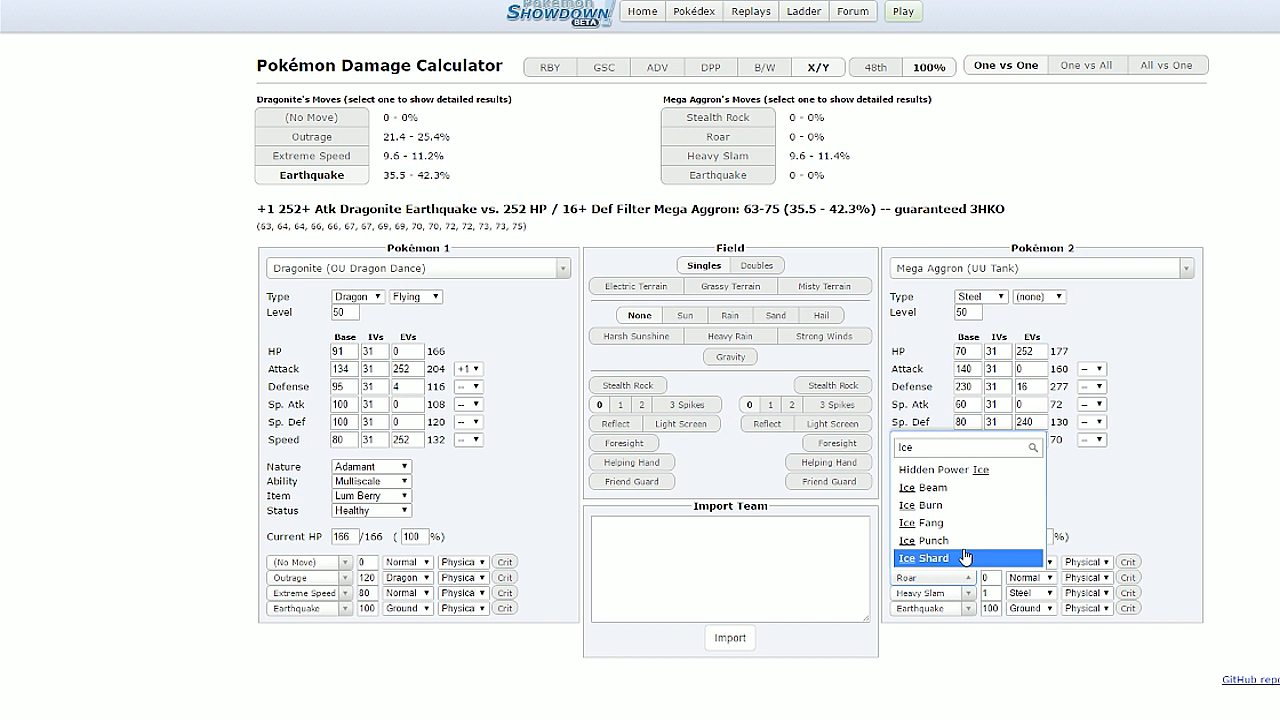 Pokémon
SHOWDOWN!
BETA
Home Pokédex Replays Ladder Forum Play
Pokémon Damage Calculator
RBY GSC ADV DPP B/W X/Y 48th 100% One vs One One vs All All vs One
Dragonite's Moves (select one to show detailed results)
(No Move) 0 - 0%
Outrage 21.4 - 25.4%
Extreme Speed 9.6 - 11.2%
Earthquake 35.5 - 42.3%
Mega Aggron's Moves (select one to show detailed results)
Stealth Rock 0 - 0%
Roar 0 - 0%
Heavy Slam 9.6 - 11.4%
Earthquake 0 - 0%
+1 252+ Atk Dragonite Earthquake vs. 252 HP / 16+ Def Filter Mega Aggron: 63-75 (35.5 - 42.3%) -- guaranteed 3HKO
(63, 64, 64, 66, 66, 67, 67, 69, 69, 70, 70, 72, 72, 73, 73, 75)
Pokémon 1
Dragonite (OU Dragon Dance)
Type Dragon Flying
Level 50
Base IVs EVs
HP 91 31 0 166
Attack 134 31 252 204 +1
Defense 95 31 4 116 --
Sp. Atk 100 31 0 108 --
Sp. Def 100 31 0 120 --
Speed 80 31 252 132 --
Nature Adamant
Ability Multiscale
Item Lum Berry
Status Healthy
Current HP 166 /166 ( 100 %)
(No Move) 0 Normal Physica Crit
Outrage 120 Dragon Physica Crit
Extreme Speed 80 Normal Physica Crit
Earthquake 100 Ground Physica Crit
Field
Singles Doubles
Electric Terrain Grassy Terrain Misty Terrain
None Sun Rain Sand Hail
Harsh Sunshine Heavy Rain Strong Winds
Gravity
Stealth Rock Stealth Rock
0 1 2 3 Spikes 0 1 2 3 Spikes
Reflect Light Screen Reflect Light Screen
Foresight Foresight
Helping Hand Helping Hand
Friend Guard Friend Guard
Import Team
Import
Pokémon 2
Mega Aggron (UU Tank)
Type Steel (none)
Level 50
Base IVs EVs
HP 70 31 252 177
Attack 140 31 0 160 --
Defense 230 31 16 277 --
Sp. Atk 60 31 0 72 --
Sp. Def 80 31 240 130 --
70 --
Ice
Hidden Power Ice
Ice Beam
Ice Burn
Ice Fang
Ice Punch
Ice Shard
%)
Physical Crit
Roar 0 Normal Physical Crit
Heavy Slam 1 Steel Physical Crit
Earthquake 100 Ground Physical Crit
GitHub repo